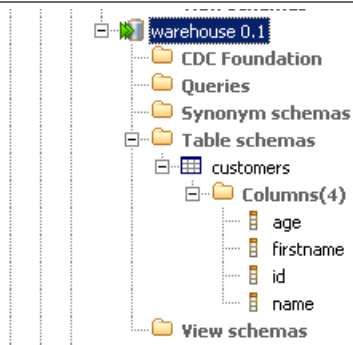 warehouse 0.1
CDC Foundation
Queries
Synonym schemas
Table schemas
customers
Columns(4)
age
firstname
id
name
View schemas